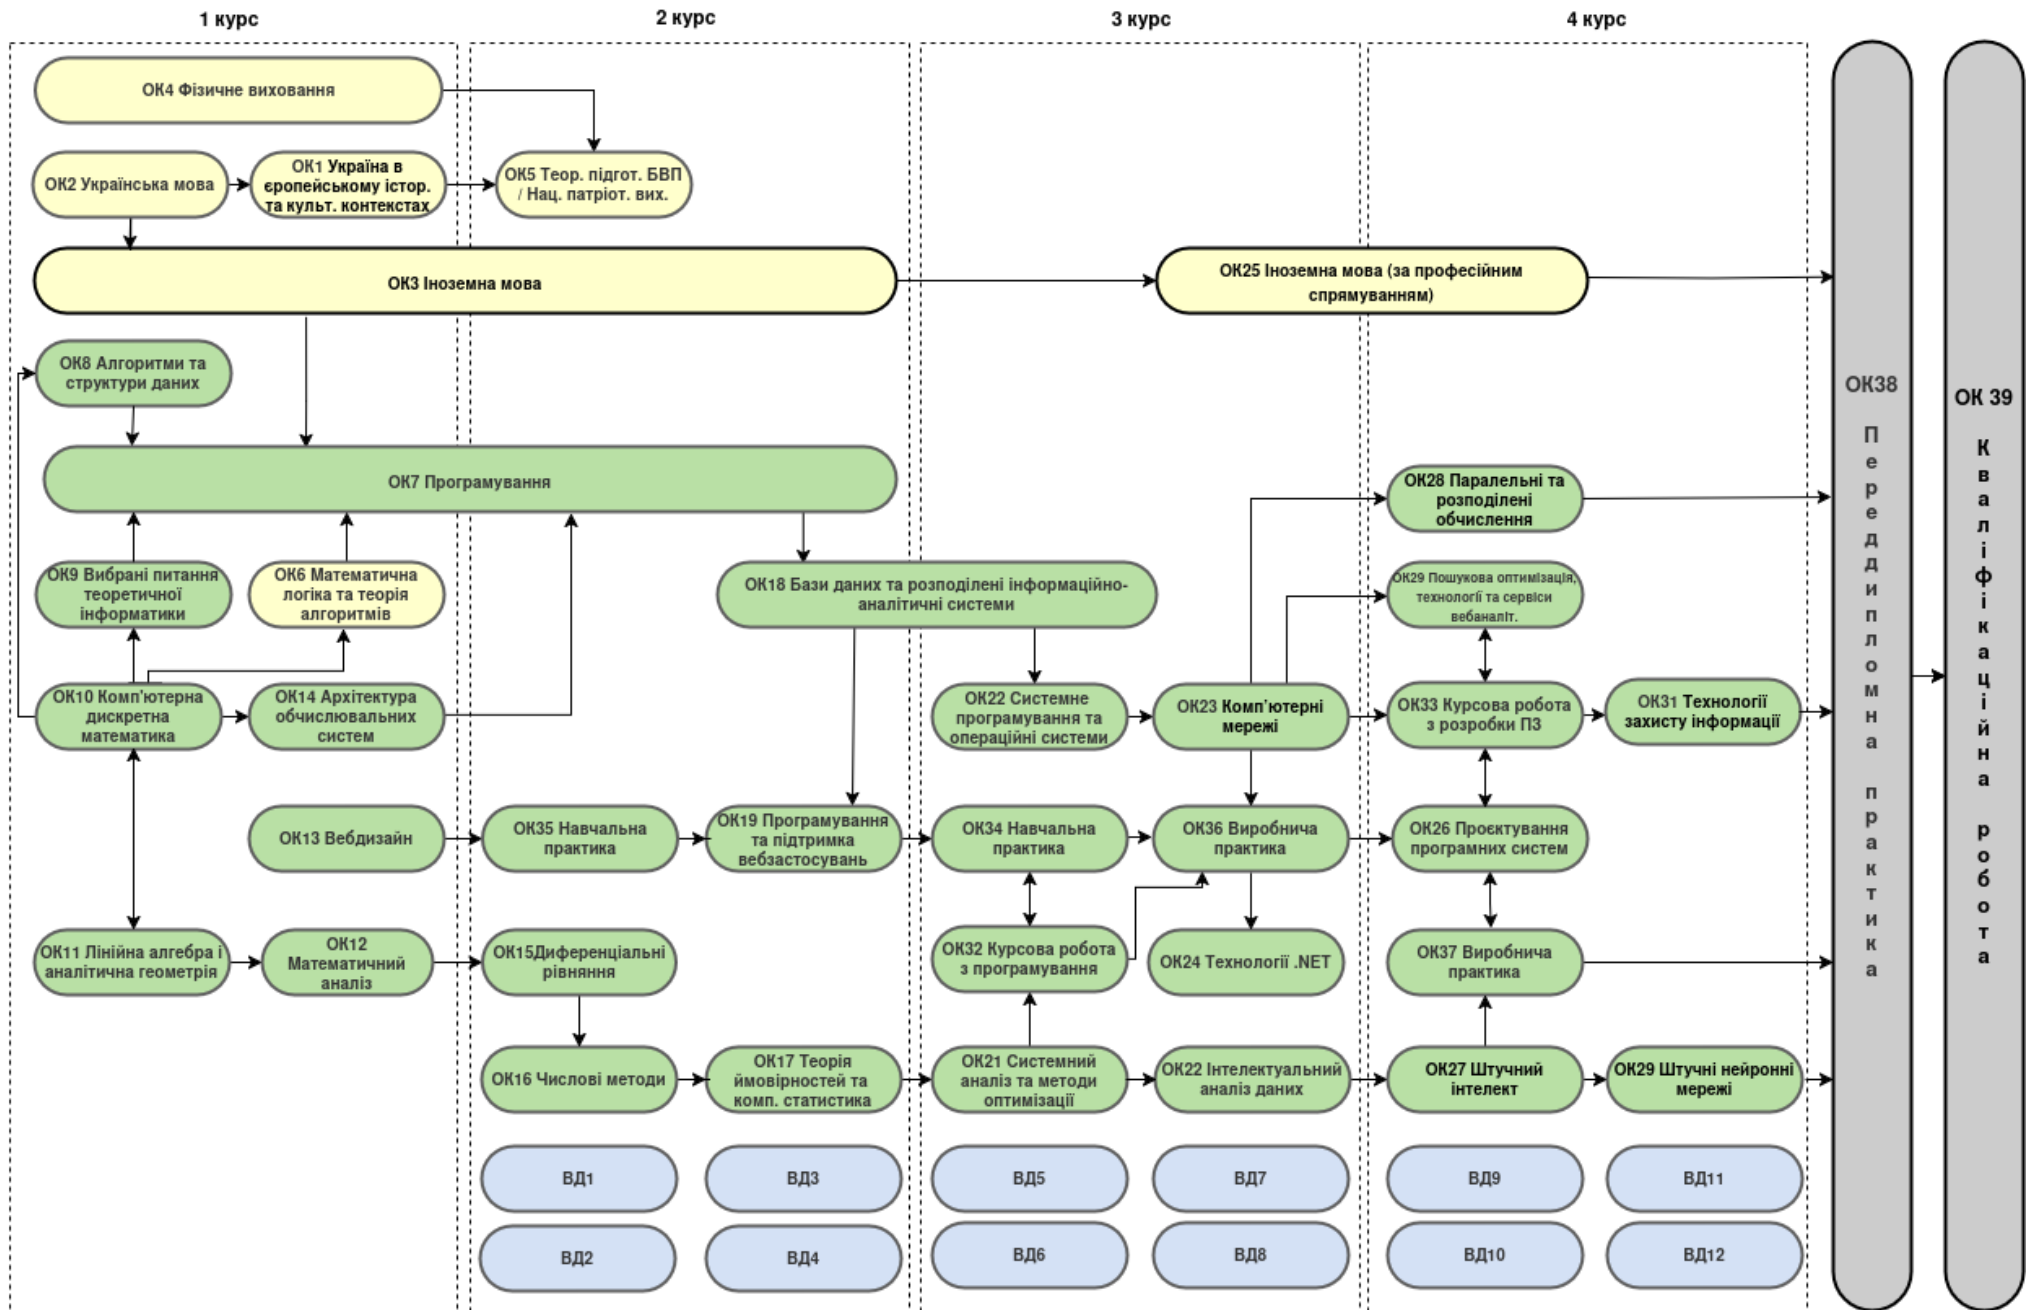 1 курс
2 курс
3 курс
4 курс
ОК4 Фізичне виховання
ОК2 Українська мова
ОК1 Україна в
єропейському істор.
та культ. контекстах
ОК5 Теор. підгот. БВП
/ Нац. патріот. вих.
ОК3 Іноземна мова
ОК25 Іноземна мова (за професійним
спрямуванням)
ОК8 Алгоритми та
структури даних
ОК7 Програмування
ОК28 Паралельні та
розподілені
обчислення
ОК9 Вибрані питання
теоретичної
інформатики
ОК6 Математична
логіка та теорія
алгоритмів
ОК18 Бази даних та розподілені інформаційно-
аналітичні системи
ОК29 Пошукова оптимізація,
технології та сервіси
вебаналіт.
ОК10 Комп'ютерна
дискретна
математика
ОК14 Архітектура
обчислювальних
систем
ОК22 Системне
програмування та
операційні системи
ОК23 Комп'ютерні
мережі
ОК33 Курсова робота
з розробки ПЗ
ОК31 Технології
захисту інформації
ОК13 Вебдизайн
ОК35 Навчальна
практика
ОК19 Програмування
та підтримка
вебзастосувань
ОК34 Навчальна
практика
ОК36 Виробнича
практика
ОК26 Проєктування
програмних систем
ОК11 Лінійна алгебра і
аналітична геометрія
ОК12
Математичний
аналіз
ОК15Диференціальні
рівняння
ОК32 Курсова робота
з програмування
ОК24 Технології .NET
ОК37 Виробнича
практика
ОК16 Числові методи
ОК17 Теорія
ймовірностей та
комп. статистика
ОК21 Системний
аналіз та методи
оптимізації
ОК22 Інтелектуальний
аналіз даних
ОК27 Штучний
інтелект
ОК29 Штучні нейронні
мережі
ВД1
ВД3
ВД5
ВД7
ВД9
ВД11
ВД2
ВД4
ВД6
ВД8
ВД10
ВД12
ОК38
Переддипломна практика
ОК 39
Кваліфікаційна робота